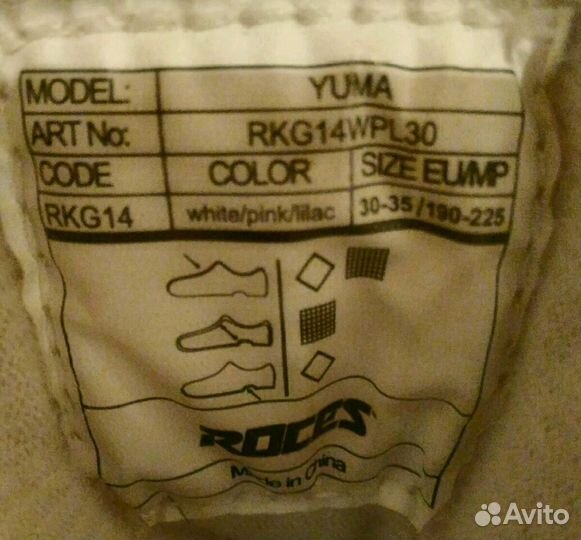 MODEL: YUMA
ART No: RKG14WPL30
CODE COLOR SIZE EU/MP
RKG14 white/pink/lilac 30-35/190-225
ROCES
Made in China
Avito